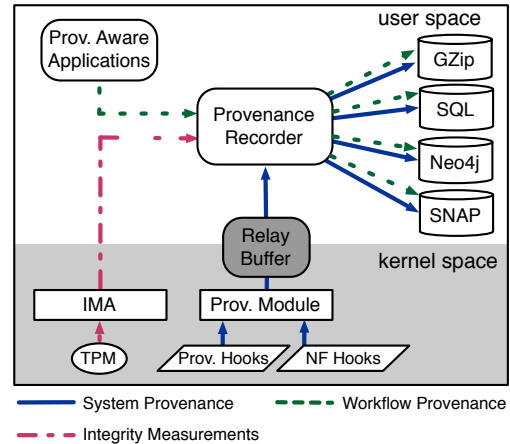 user space
Prov. Aware
Applications
GZip
SQL
Neo4j
SNAP
Provenance
Recorder
Relay
Buffer
kernel space
IMA
Prov. Module
TPM
Prov. Hooks
NF Hooks
System Provenance
Workflow Provenance
Integrity Measurements